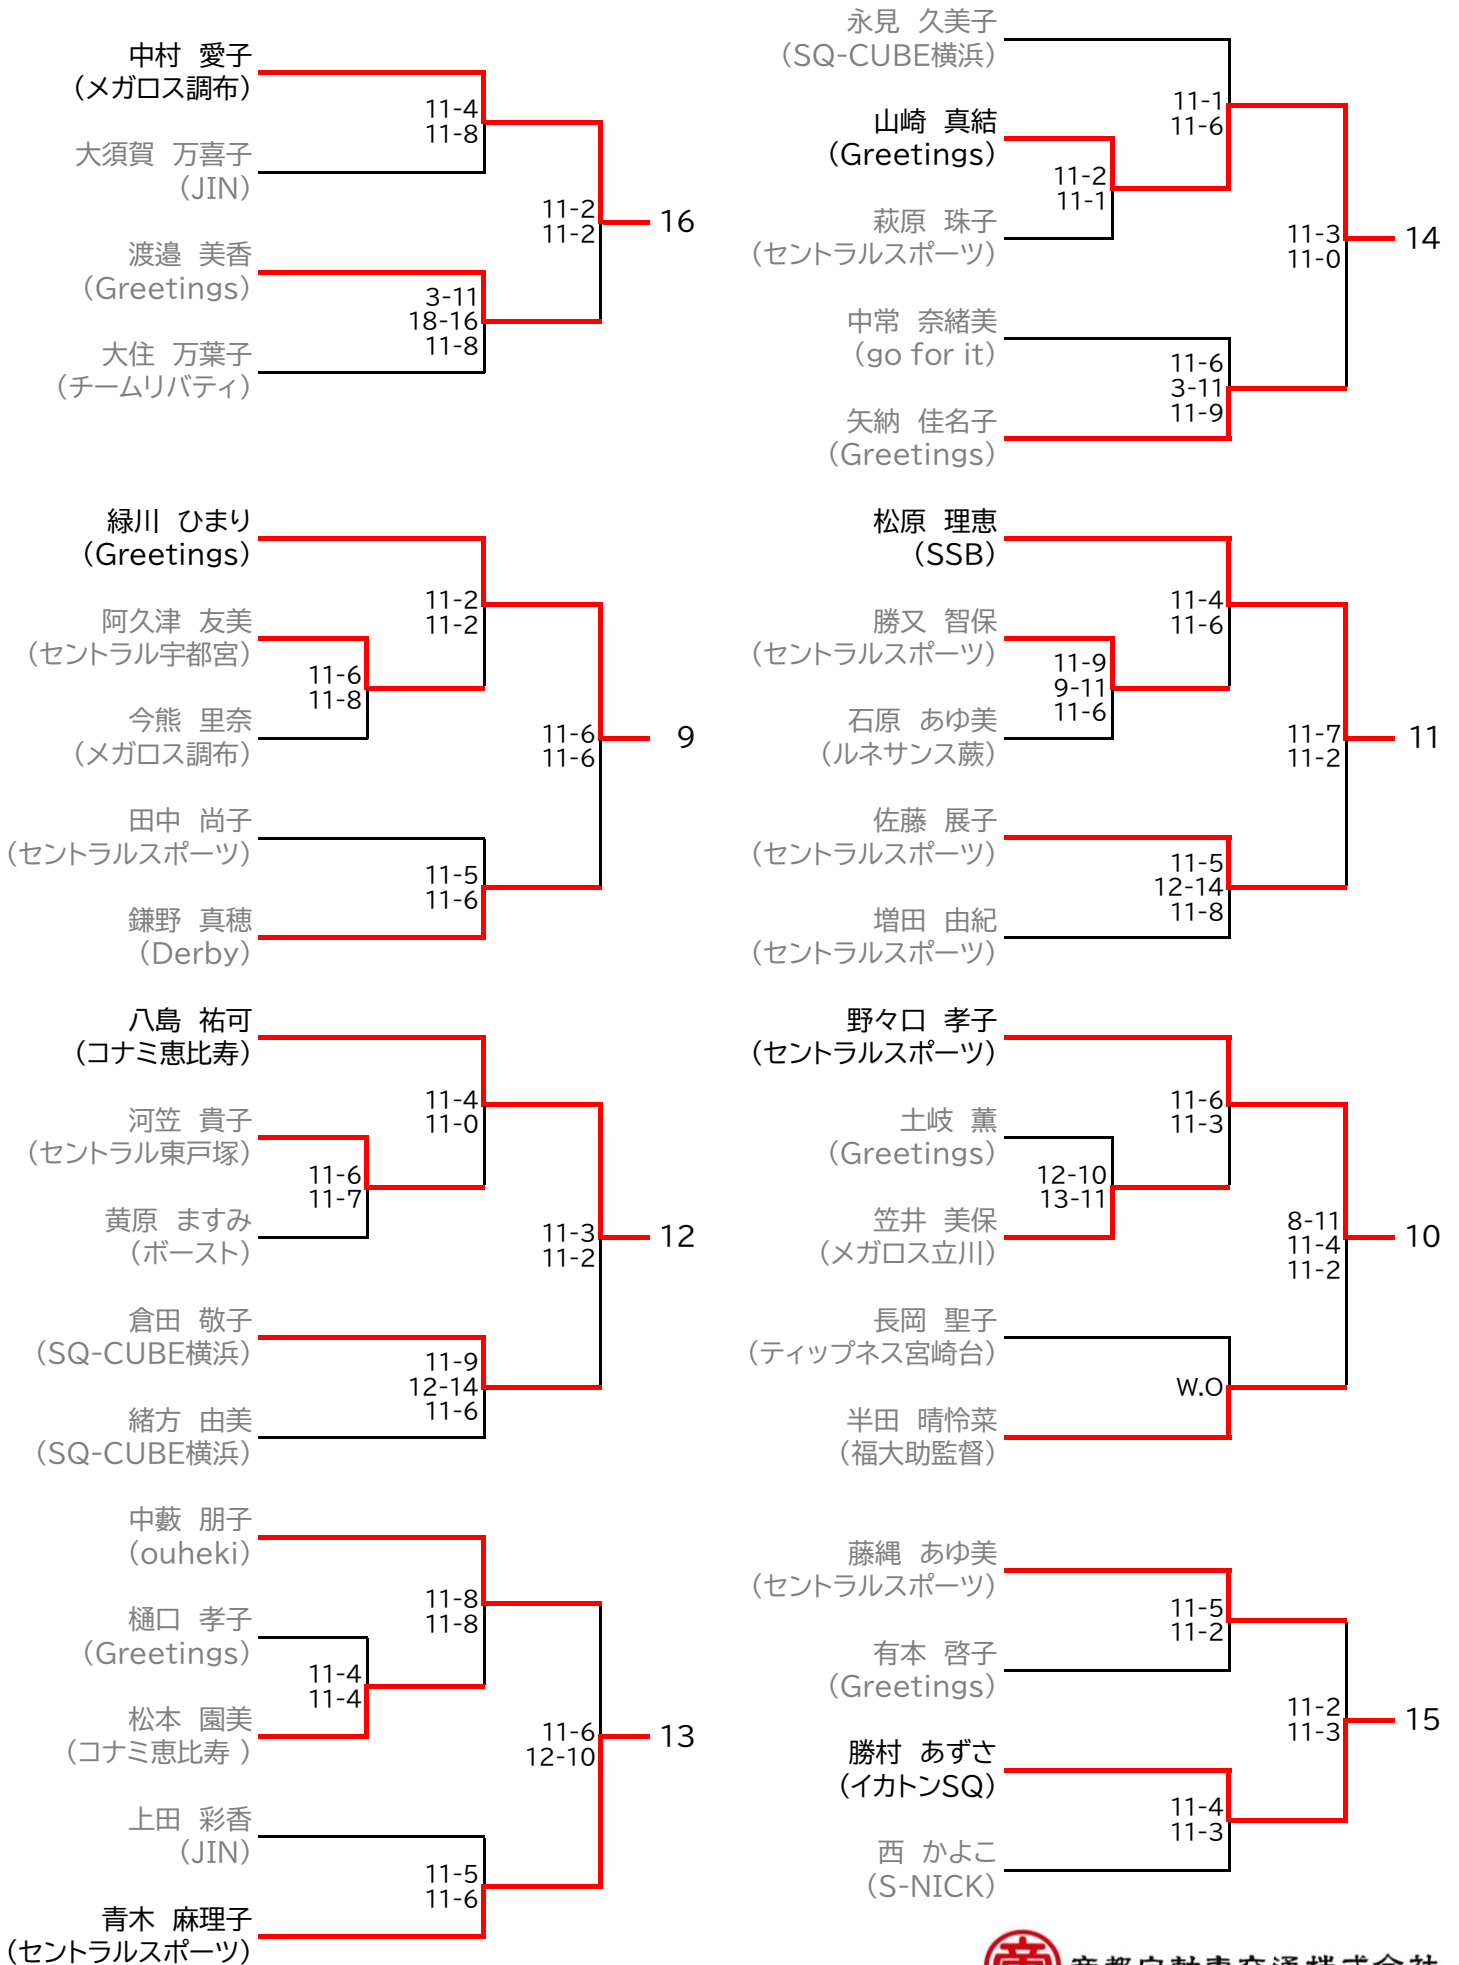 中村 愛子
(メガロス調布)
11-4
11-8
大須賀 万喜子
(JIN)
11-2
11-2
16
渡邉 美香
(Greetings)
3-11
18-16
11-8
大住 万葉子
(チームリバティ)
緑川 ひまり
(Greetings)
11-2
11-2
阿久津 友美
(セントラル宇都宮)
11-6
11-8
今熊 里奈
(メガロス調布)
11-6
11-6
9
田中 尚子
(セントラルスポーツ)
11-5
11-6
鎌野 真穂
(Derby)
八島 祐可
(コナミ恵比寿)
11-4
11-0
河笠 貴子
(セントラル東戸塚)
11-6
11-7
黄原 ますみ
(ボースト)
11-3
11-2
12
倉田 敬子
(SQ-CUBE横浜)
11-9
12-14
11-6
緒方 由美
(SQ-CUBE横浜)
中藪 朋子
(ouheki)
11-8
11-8
樋口 孝子
(Greetings)
11-4
11-4
松本 園美
(コナミ恵比寿 )
11-6
12-10
13
上田 彩香
(JIN)
11-5
11-6
青木 麻理子
(セントラルスポーツ)
永見 久美子
(SQ-CUBE横浜)
11-1
11-6
山崎 真結
(Greetings)
11-2
11-1
萩原 珠子
(セントラルスポーツ)
11-3
11-0
14
中常 奈緒美
(go for it)
11-6
3-11
11-9
矢納 佳名子
(Greetings)
松原 理恵
(SSB)
11-4
11-6
勝又 智保
(セントラルスポーツ)
11-9
9-11
11-6
石原 あゆ美
(ルネサンス蕨)
11-7
11-2
11
佐藤 展子
(セントラルスポーツ)
11-5
12-14
11-8
増田 由紀
(セントラルスポーツ)
野々口 孝子
(セントラルスポーツ)
11-6
11-3
土岐 薫
(Greetings)
12-10
13-11
笠井 美保
(メガロス立川)
8-11
11-4
11-2
10
長岡 聖子
(ティップネス宮崎台)
W.O
半田 晴怜菜
(福大助監督)
藤縄 あゆ美
(セントラルスポーツ)
11-5
11-2
有本 啓子
(Greetings)
11-2
11-3
15
勝村 あずさ
(イカトンSQ)
11-4
11-3
西 かよこ
(S-NICK)
帝都自動車交通株式会社